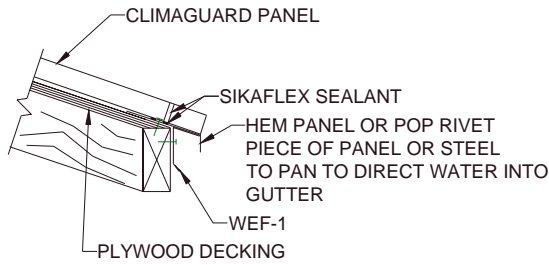 CLIMAGUARD PANEL
SIKAFLEX SEALANT
HEM PANEL OR POP RIVET
PIECE OF PANEL OR STEEL
TO PAN TO DIRECT WATER INTO
GUTTER
WEF-1
PLYWOOD DECKING